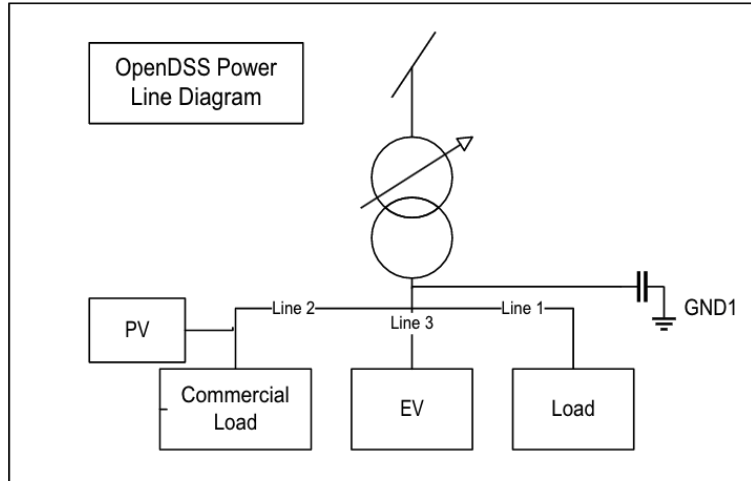 OpenDSS Power
Line Diagram
Line 2
Line 3
Line 1
GND1
PV
Commercial
Load
EV
Load